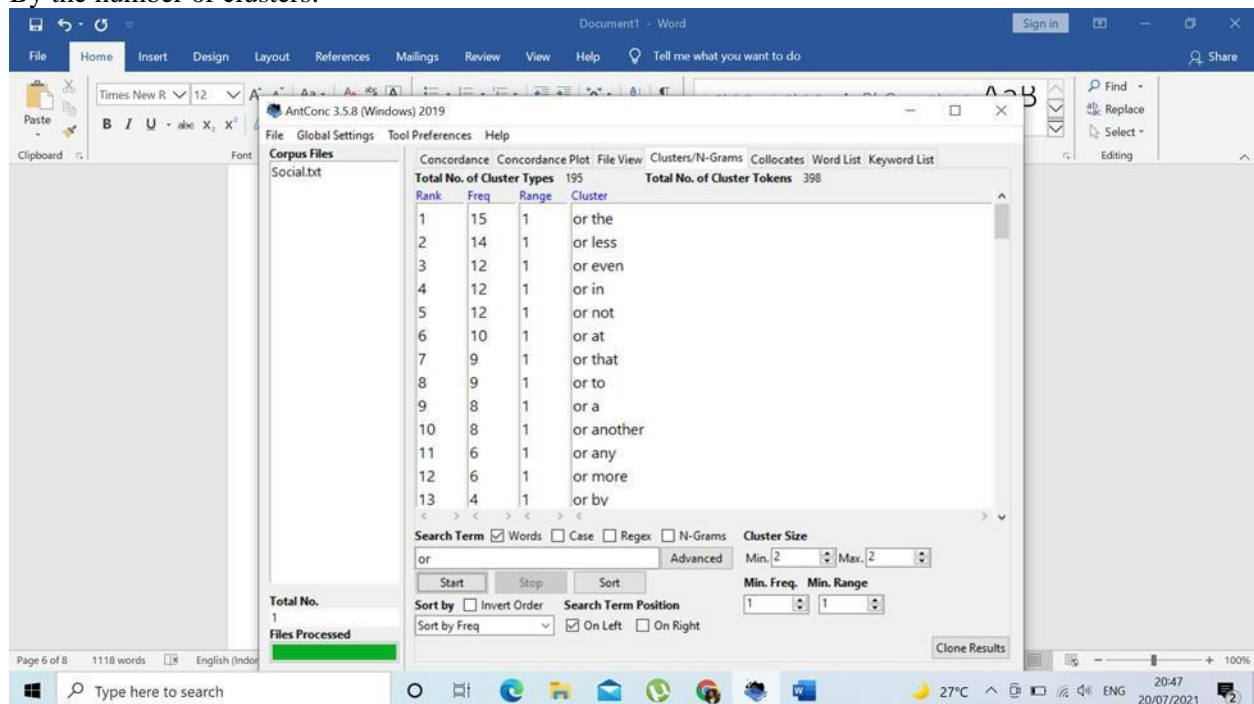 By the number of clusters.
Document1 - Word
Sign in
File Home Insert Design Layout References Mailings Review View Help Tell me what you want to do
Share
Paste
Times New R 12
B I U abc X₂ X²
Clipboard
Font
Find
Replace
Select
Editing
AntConc 3.5.8 (Windows) 2019
File Global Settings Tool Preferences Help
Corpus Files
Social.txt
Concordance Concordance Plot File View Clusters/N-Grams Collocates Word List Keyword List
Total No. of Cluster Types 195 Total No. of Cluster Tokens 398
Rank Freq Range Cluster
1 15 1 or the
2 14 1 or less
3 12 1 or even
4 12 1 or in
5 12 1 or not
6 10 1 or at
7 9 1 or that
8 9 1 or to
9 8 1 or a
10 8 1 or another
11 6 1 or any
12 6 1 or more
13 4 1 or by
Search Term Words Case Regex N-Grams Cluster Size
or Advanced Min. 2 Max. 2
Start Stop Sort Min. Freq. Min. Range
Sort by Invert Order Search Term Position 1 1
Sort by Freq On Left On Right
Total No.
1
Files Processed
Clone Results
Page 6 of 8 1118 words English (Indor
100%
Type here to search
27°C ENG 20:47
20/07/2021
2